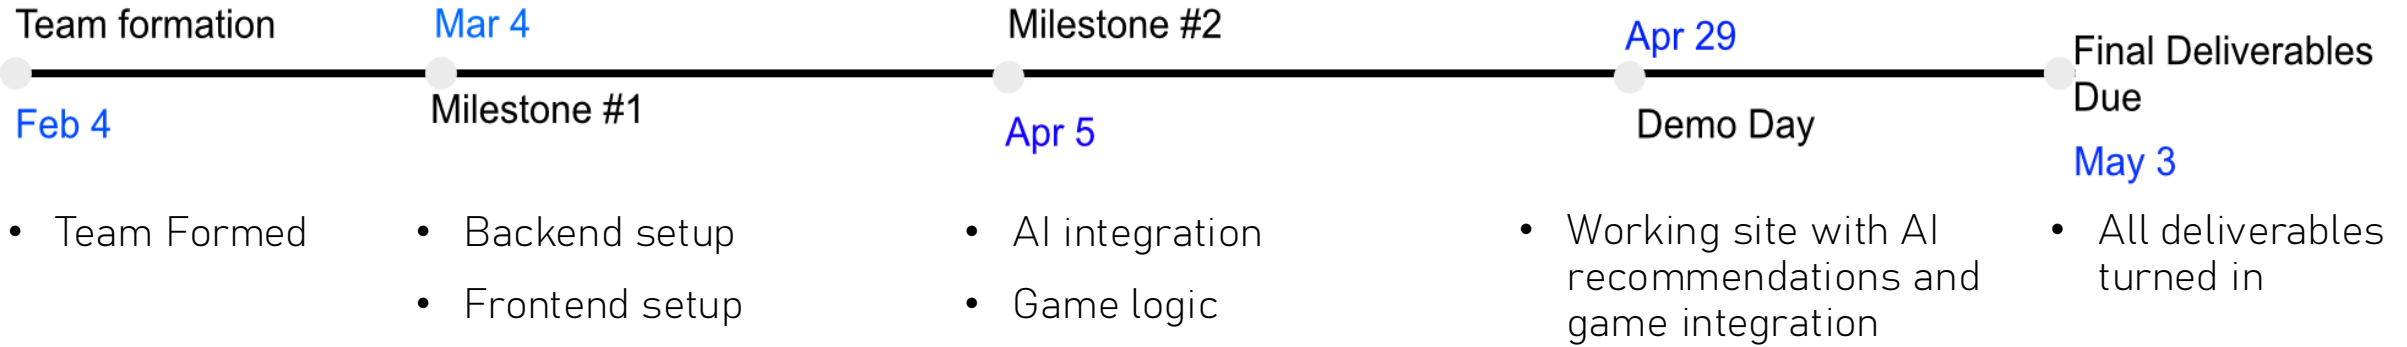 Team formation
Feb 4
• Team Formed
Mar 4
Milestone #1
• Backend setup
• Frontend setup
Milestone #2
Apr 5
• AI integration
• Game logic
Apr 29
Demo Day
• Working site with AI
recommendations and
game integration
Final Deliverables
Due
May 3
• All deliverables
turned in